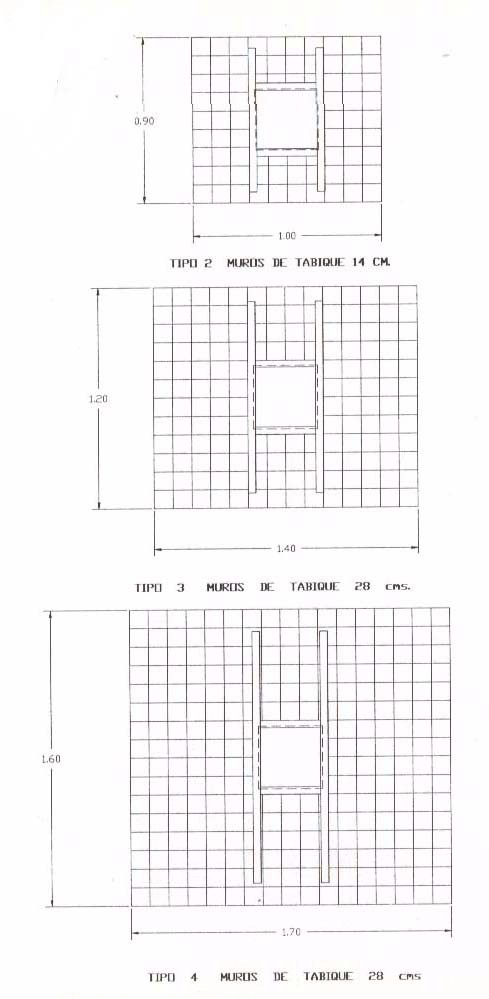 0.90
1.00
TIPO 2 MUROS DE TABIQUE 14 CM.
1.20
1.40
TIPO 3 MUROS DE TABIQUE 28 cms.
1.60
1.70
TIPO 4 MUROS DE TABIQUE 28 cms